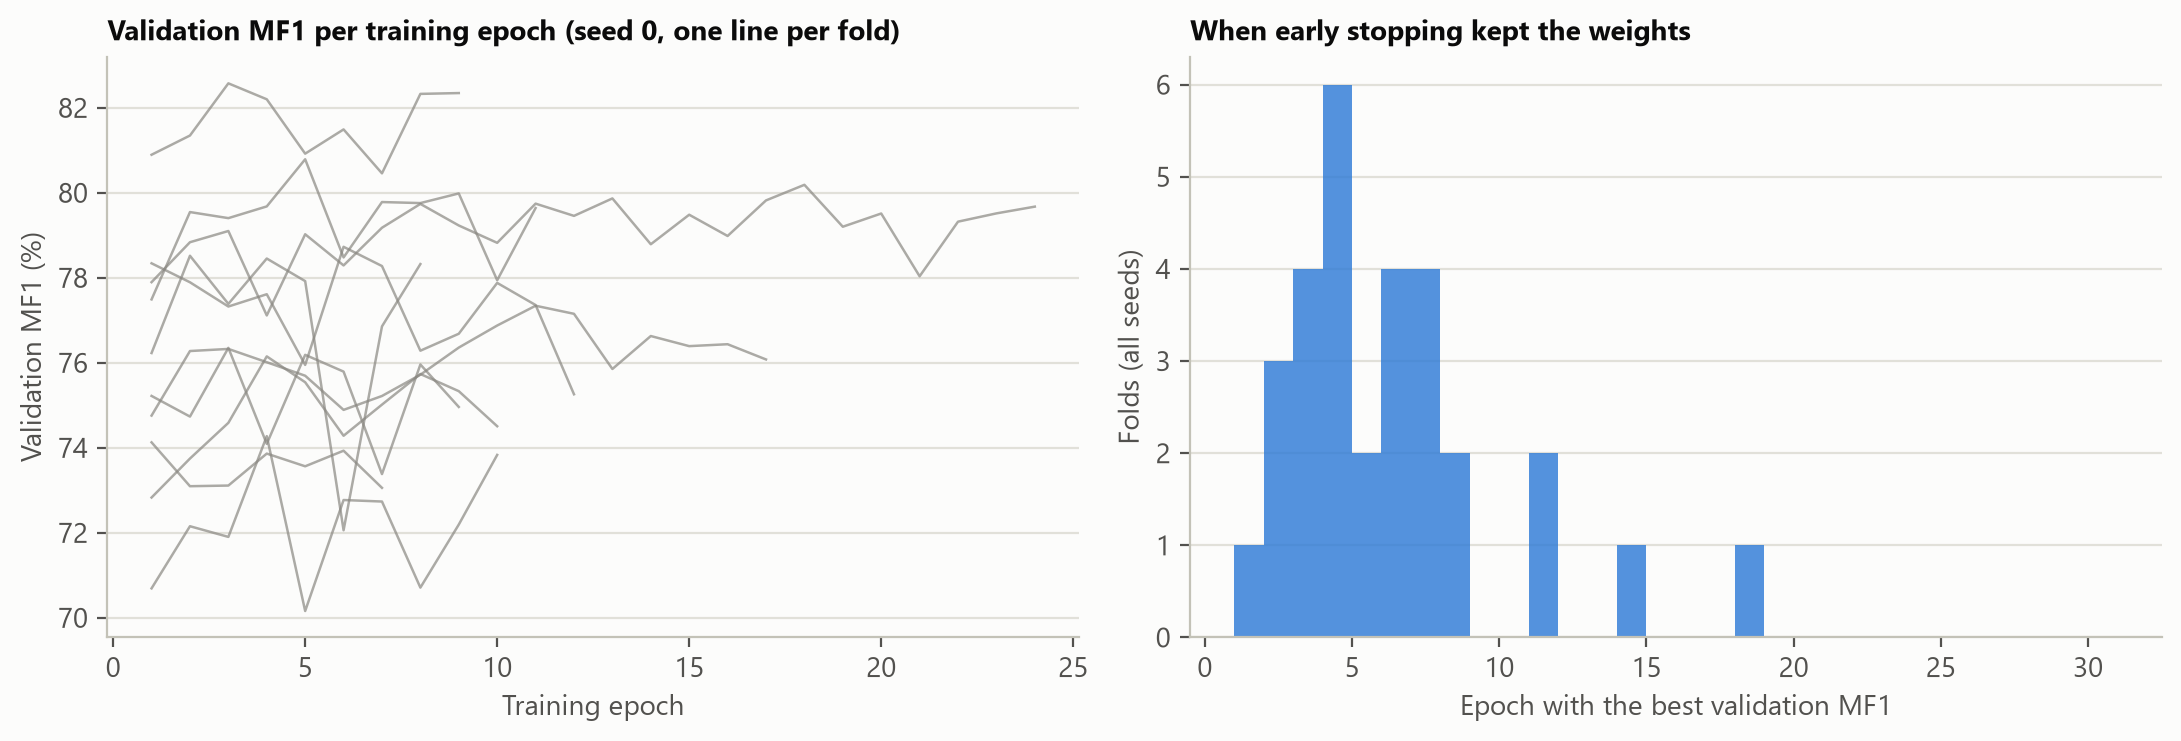 Validation MF1 per training epoch (seed 0, one line per fold)
Validation MF1 (%)
82
80
78
76
74
72
70
0 5 10 15 20 25
Training epoch
When early stopping kept the weights
Folds (all seeds)
6
5
4
3
2
1
0
0 5 10 15 20 25 30
Epoch with the best validation MF1